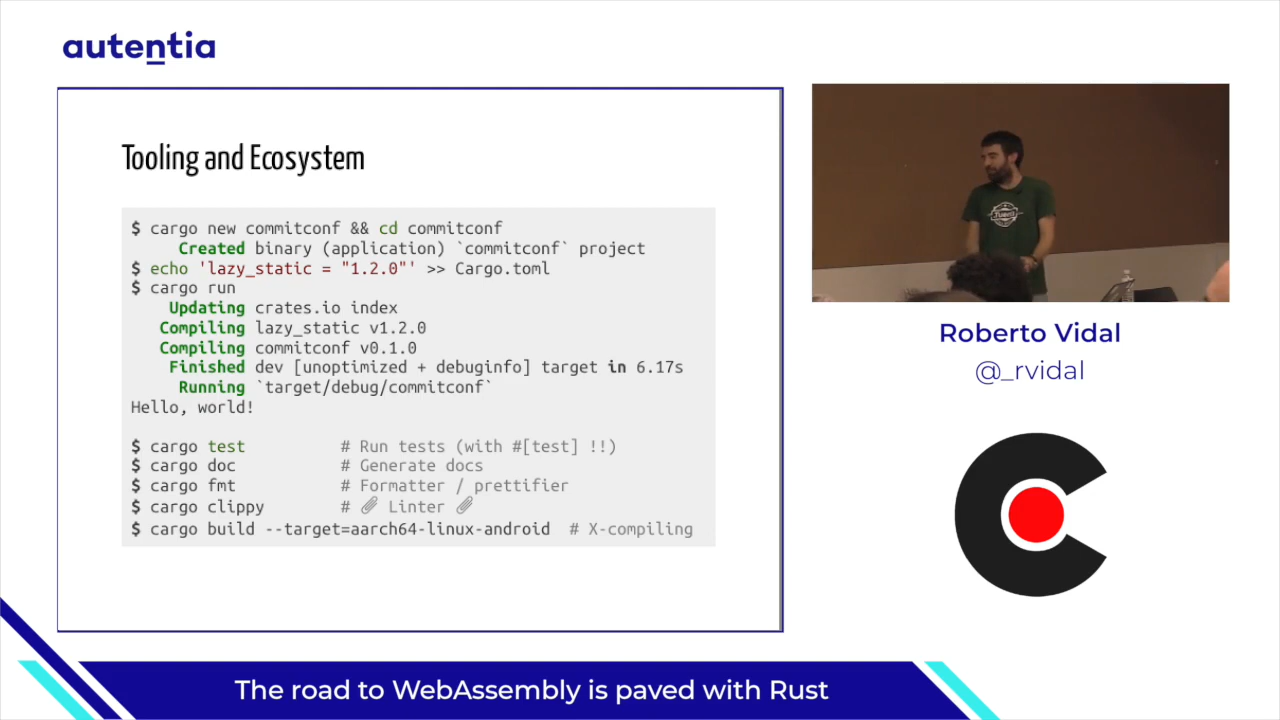 autentia
Tooling and Ecosystem
$ cargo new commitconf && cd commitconf
Created binary (application) `commitconf` project
$ echo 'lazy_static = "1.2.0"' >> Cargo.toml
$ cargo run
Updating crates.io index
Compiling lazy_static v1.2.0
Compiling commitconf v0.1.0
Finished dev [unoptimized + debuginfo] target in 6.17s
Running `target/debug/commitconf`
Hello, world!
$ cargo test # Run tests (with #[test] !!)
$ cargo doc # Generate docs
$ cargo fmt # Formatter / prettifier
$ cargo clippy # 📎 Linter 📎
$ cargo build --target=aarch64-linux-android # X-compiling
Roberto Vidal
@_rvidal
The road to WebAssembly is paved with Rust